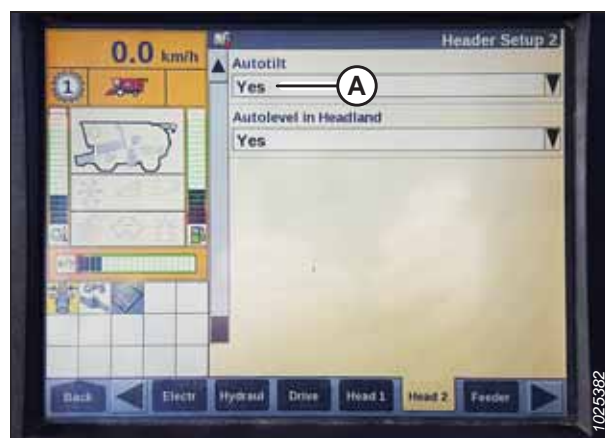 0.0 km/h
Header Setup 2
1
Autotilt
Yes
A
Autolevel in Headland
Yes
Back
Electr
Hydraul
Drive
Head 1
Head 2
Feeder
1025382